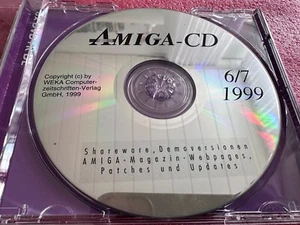 AMIGA-CD
Copyright (c) by
WEKA Computer-
zeitschriften-Verlag
GmbH, 1999
6/7
1999
Shareware, Demoversionen
AMIGA-Magazin-Webpages,
Patches und Updates